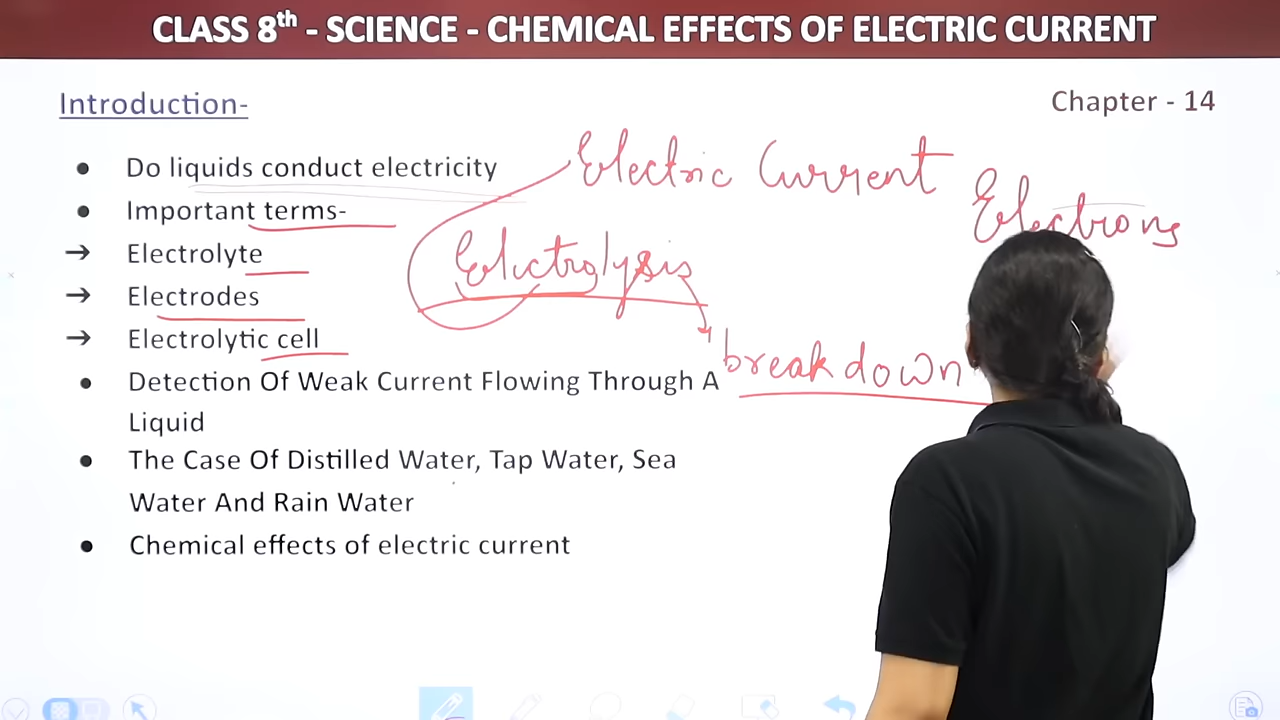 CLASS 8th - SCIENCE - CHEMICAL EFFECTS OF ELECTRIC CURRENT
Introduction-
Chapter - 14
• Do liquids conduct electricity
Electric Current
• Important terms-
Electrons
→ Electrolyte
Electrolysis
→ Electrodes
→ Electrolytic cell
breakdown
• Detection Of Weak Current Flowing Through A
Liquid
• The Case Of Distilled Water, Tap Water, Sea
Water And Rain Water
• Chemical effects of electric current